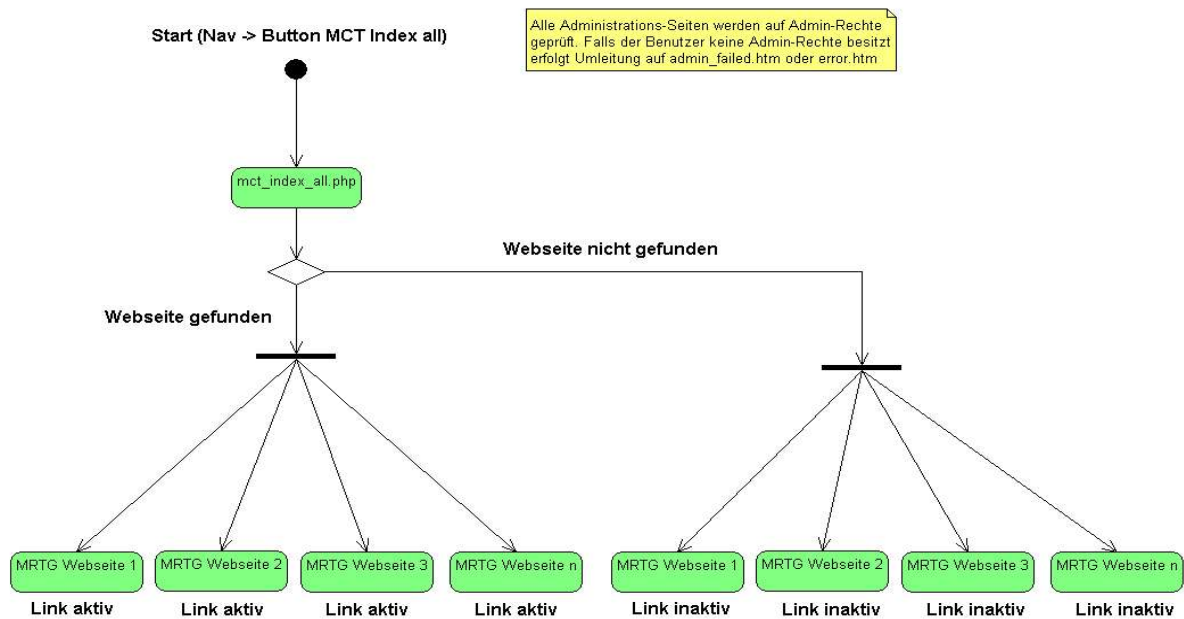 Start (Nav -> Button MCT Index all)
Alle Administrations-Seiten werden auf Admin-Rechte
geprüft. Falls der Benutzer keine Admin-Rechte besitzt
erfolgt Umleitung auf admin_failed.htm oder error.htm
mct_index_all.php
Webseite nicht gefunden
Webseite gefunden
MRTG Webseite 1
MRTG Webseite 2
MRTG Webseite 3
MRTG Webseite n
MRTG Webseite 1
MRTG Webseite 2
MRTG Webseite 3
MRTG Webseite n
Link aktiv
Link aktiv
Link aktiv
Link aktiv
Link inaktiv
Link inaktiv
Link inaktiv
Link inaktiv